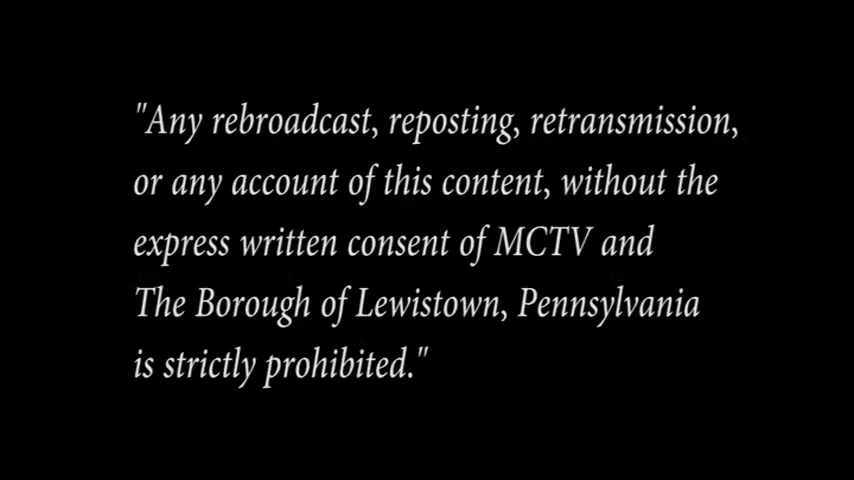 "Any rebroadcast, reposting, retransmission,
or any account of this content, without the
express written consent of MCTV and
The Borough of Lewistown, Pennsylvania
is strictly prohibited."